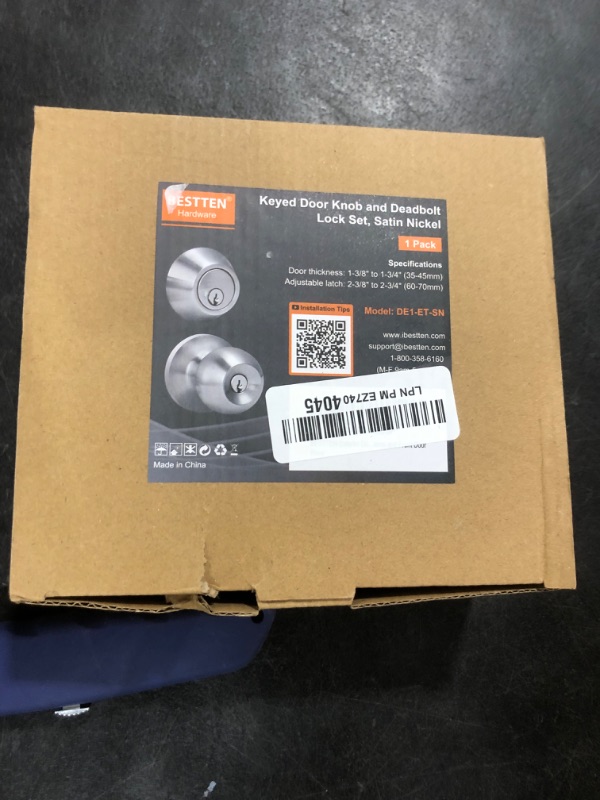 BESTTEN®
Hardware
Keyed Door Knob and Deadbolt
Lock Set, Satin Nickel
1 Pack
Specifications
Door thickness: 1-3/8" to 1-3/4" (35-45mm)
Adjustable latch: 2-3/8" to 2-3/4" (60-70mm)
Installation Tips
Model: DE1-ET-SN
www.ibestten.com
support@ibestten.com
1-800-358-6160
(M-F
LPN PM EZ740 4045
Made in China